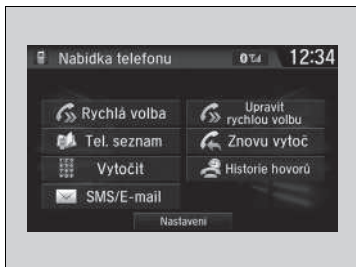 Nabídka telefonu
12:34
Rychlá volba
Upravit
rychlou volbu
Tel. seznam
Znovu vytoč
Vytočit
Historie hovorů
SMS/E-mail
Nastavení